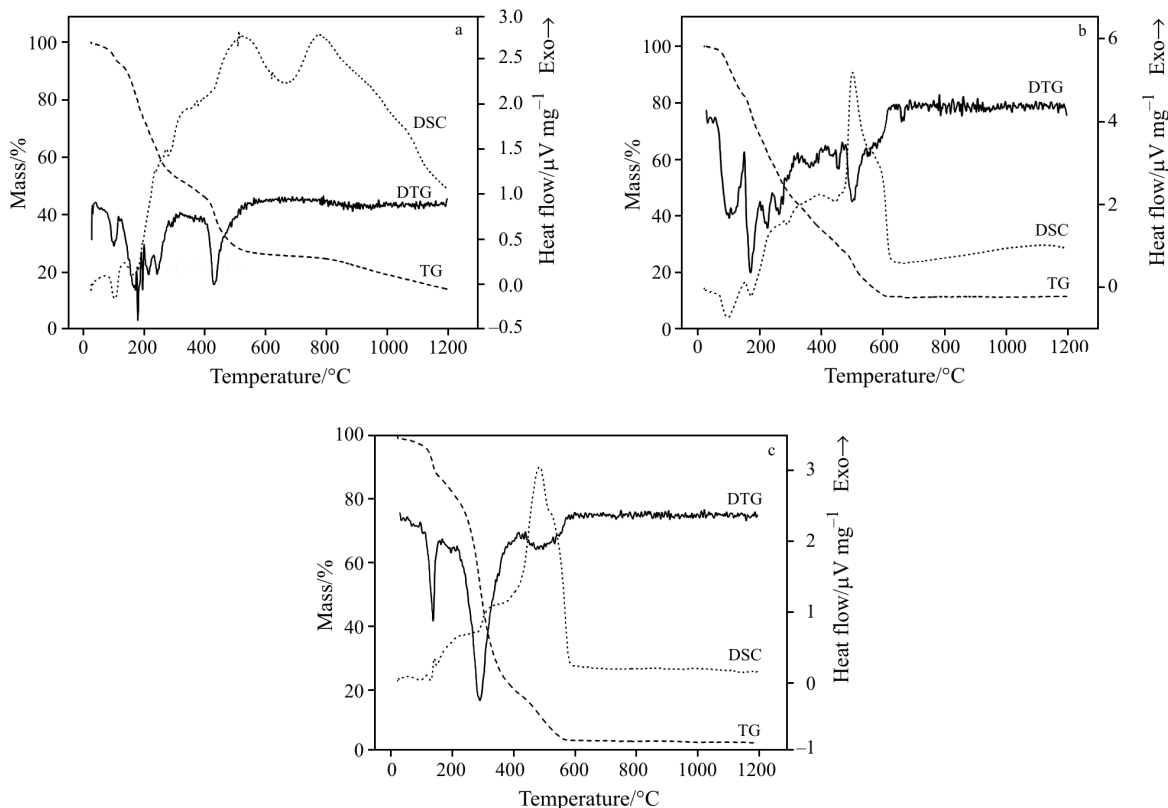 a
3.0
2.5
2.0
1.5
1.0
0.5
0.0
–0.5
100
80
60
40
20
0
Mass/%
Heat flow/μV mg–1 Exo→
DSC
DTG
TG
0 200 400 600 800 1000 1200
Temperature/°C
b
100
80
60
40
20
0
6
4
2
0
Mass/%
Heat flow/μV mg–1 Exo→
DTG
DSC
TG
0 200 400 600 800 1000 1200
Temperature/°C
c
100
80
60
40
20
0
3
2
1
0
–1
Mass/%
Heat flow/μV mg–1 Exo→
DTG
DSC
TG
0 200 400 600 800 1000 1200
Temperature/°C